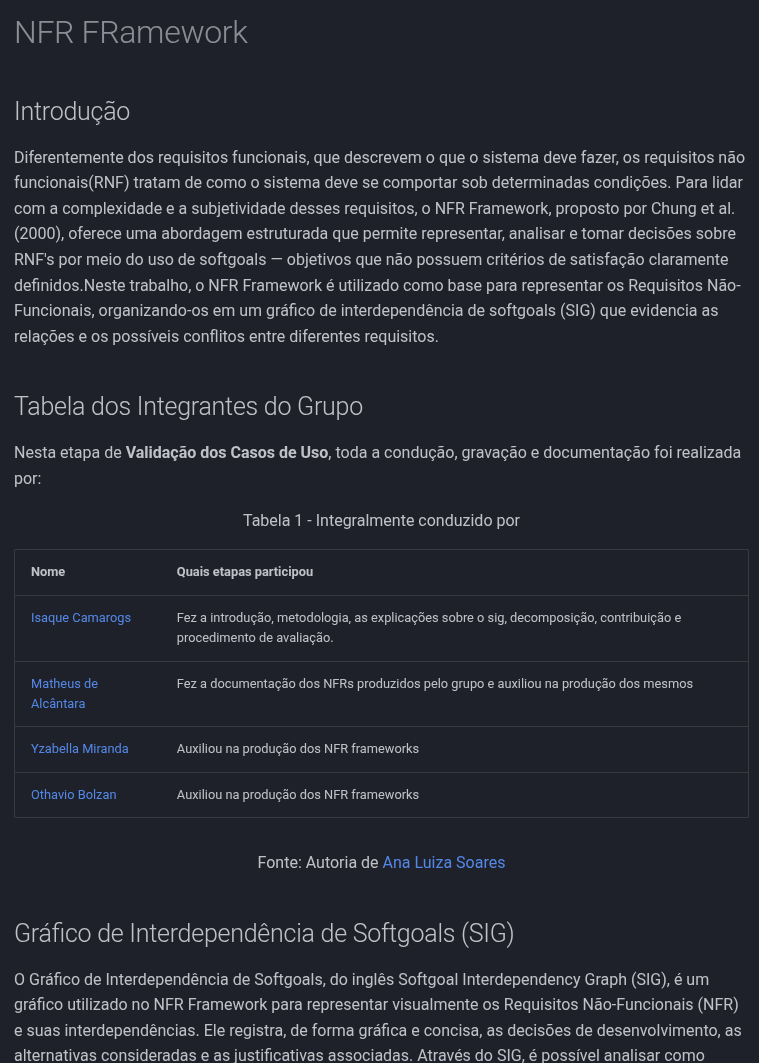 NFR FRamework
Introdução
Diferentemente dos requisitos funcionais, que descrevem o que o sistema deve fazer, os requisitos não
funcionais(RNF) tratam de como o sistema deve se comportar sob determinadas condições. Para lidar
com a complexidade e a subjetividade desses requisitos, o NFR Framework, proposto por Chung et al.
(2000), oferece uma abordagem estruturada que permite representar, analisar e tomar decisões sobre
RNF's por meio do uso de softgoals — objetivos que não possuem critérios de satisfação claramente
definidos.Neste trabalho, o NFR Framework é utilizado como base para representar os Requisitos Não-
Funcionais, organizando-os em um gráfico de interdependência de softgoals (SIG) que evidencia as
relações e os possíveis conflitos entre diferentes requisitos.
Tabela dos Integrantes do Grupo
Nesta etapa de Validação dos Casos de Uso, toda a condução, gravação e documentação foi realizada
por:
Tabela 1 - Integralmente conduzido por
Nome Quais etapas participou
Isaque Camarogs Fez a introdução, metodologia, as explicações sobre o sig, decomposição, contribuição e
procedimento de avaliação.
Matheus de Fez a documentação dos NFRs produzidos pelo grupo e auxiliou na produção dos mesmos
Alcântara
Yzabella Miranda Auxiliou na produção dos NFR frameworks
Othavio Bolzan Auxiliou na produção dos NFR frameworks
Fonte: Autoria de Ana Luiza Soares
Gráfico de Interdependência de Softgoals (SIG)
O Gráfico de Interdependência de Softgoals, do inglês Softgoal Interdependency Graph (SIG), é um
gráfico utilizado no NFR Framework para representar visualmente os Requisitos Não-Funcionais (NFR)
e suas interdependências. Ele registra, de forma gráfica e concisa, as decisões de desenvolvimento, as
alternativas consideradas e as justificativas associadas. Através do SIG, é possível analisar como